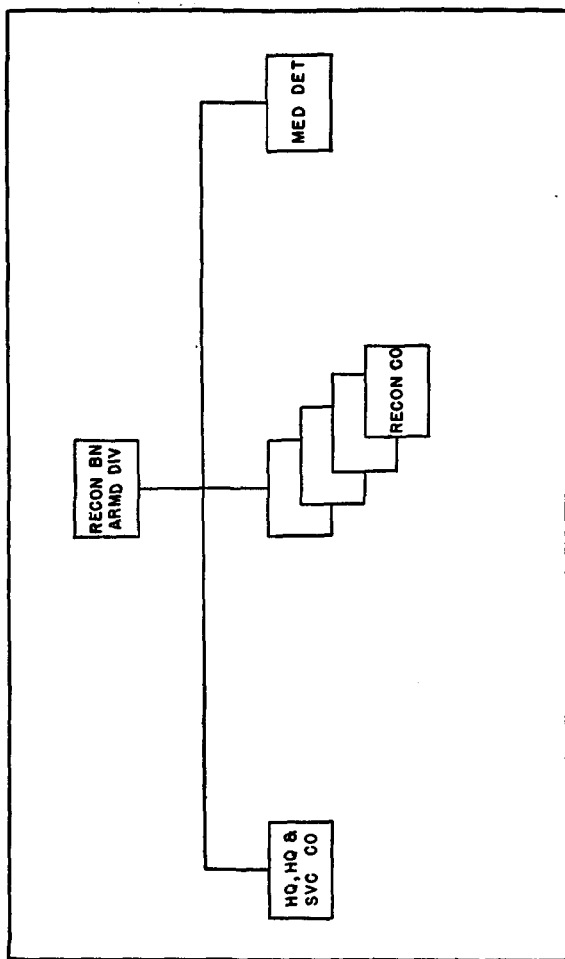 RECON BN
ARMD DIV
HQ, HQ &
SVC CO
RECON CO
MED DET